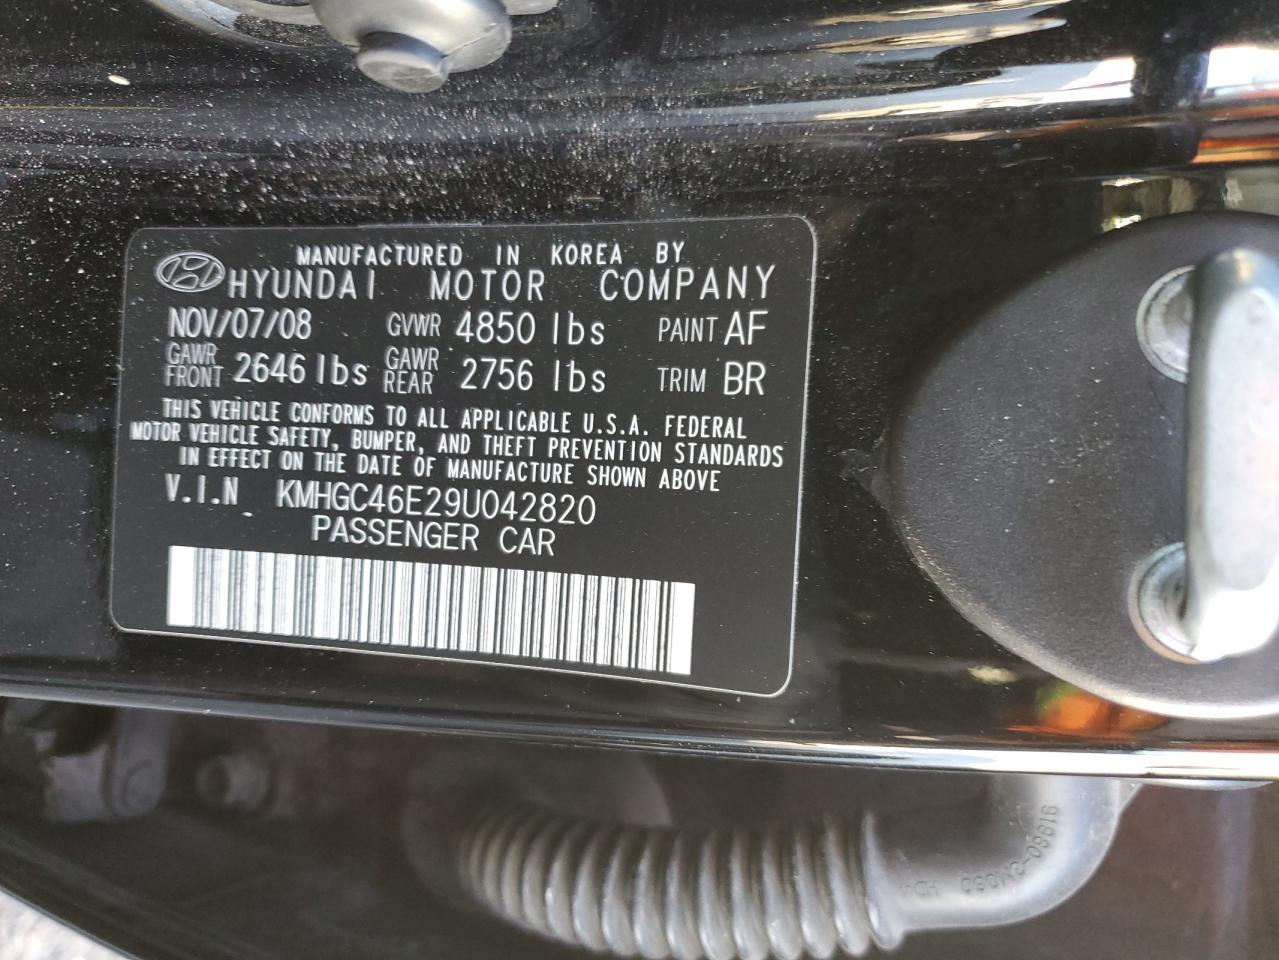 MANUFACTURED IN KOREA BY
HYUNDAI MOTOR COMPANY
NOV/07/08 GVWR 4850 lbs PAINT AF
GAWR FRONT 2646 lbs GAWR REAR 2756 lbs TRIM BR
THIS VEHICLE CONFORMS TO ALL APPLICABLE U.S.A. FEDERAL
MOTOR VEHICLE SAFETY, BUMPER, AND THEFT PREVENTION STANDARDS
IN EFFECT ON THE DATE OF MANUFACTURE SHOWN ABOVE
V.I.N KMHGC46E29U042820
PASSENGER CAR